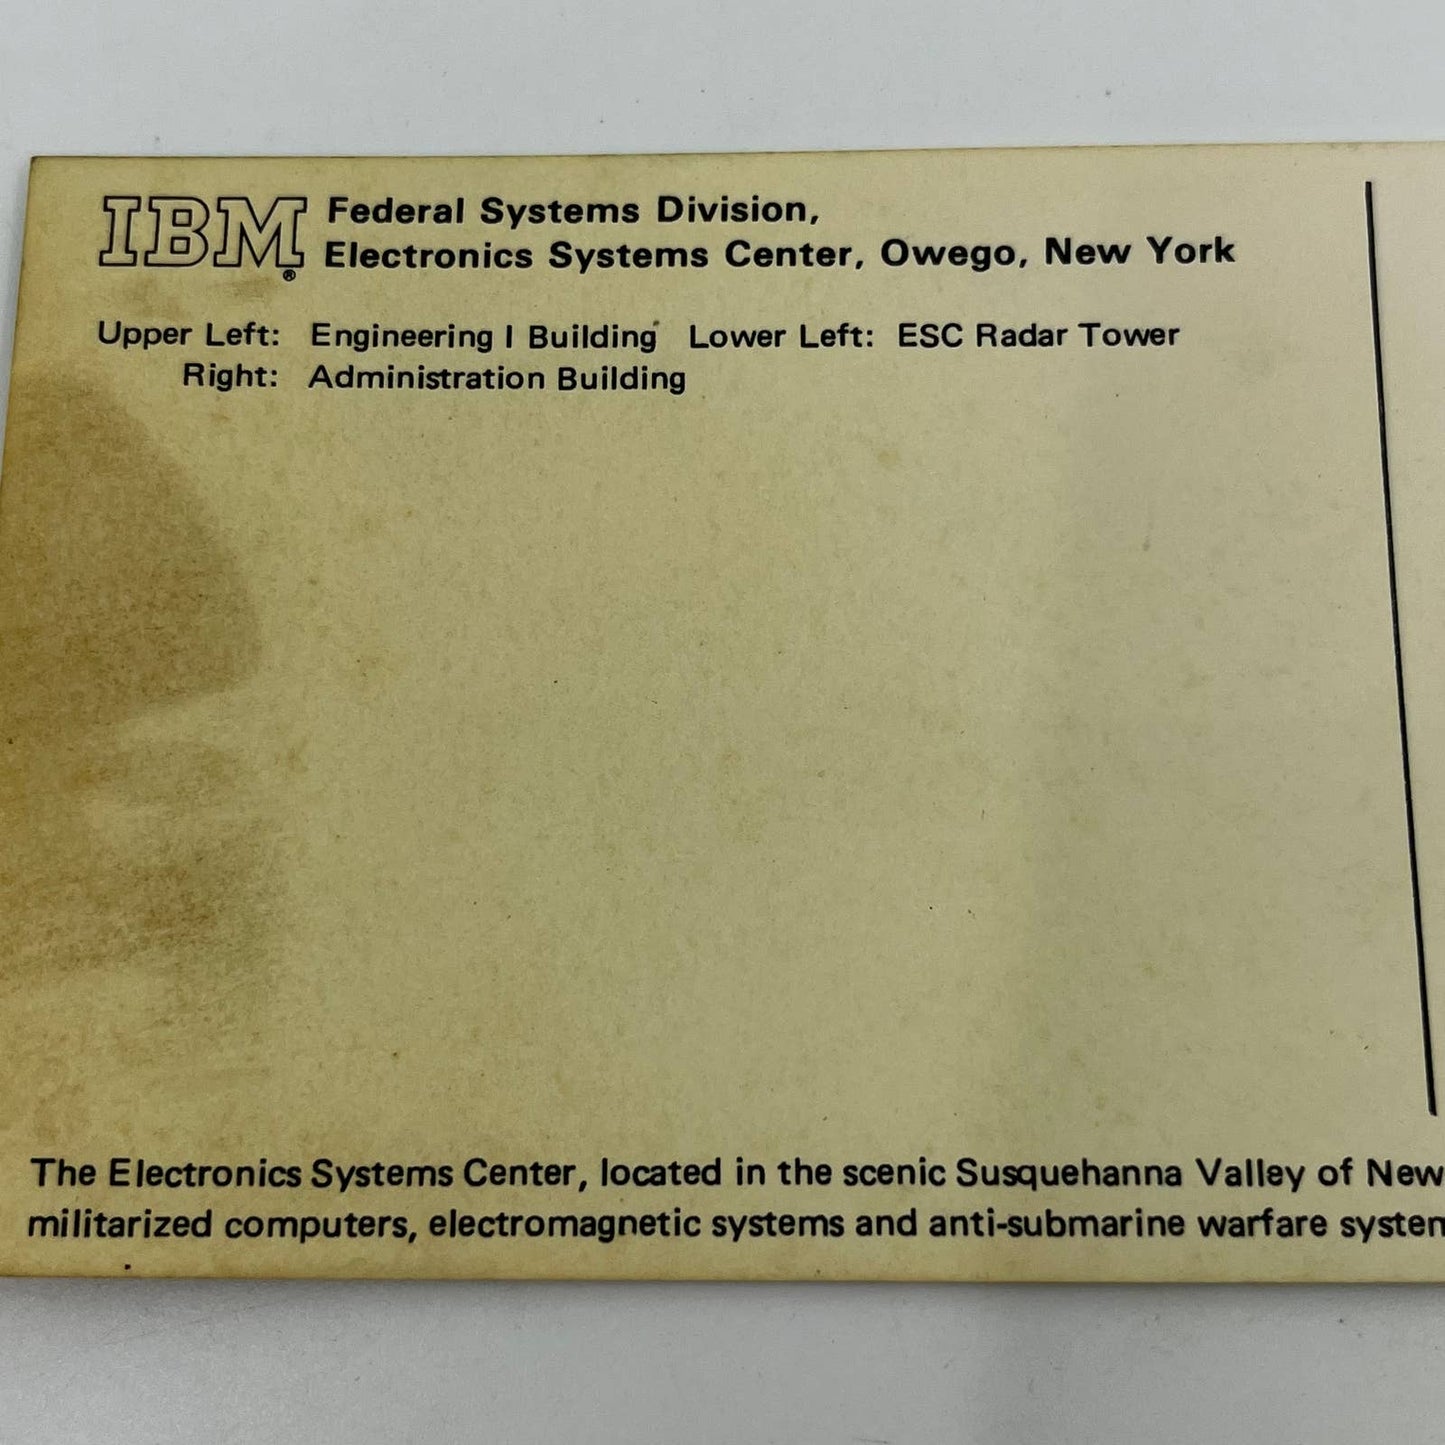 IBM® Federal Systems Division,
Electronics Systems Center, Owego, New York
Upper Left: Engineering I Building Lower Left: ESC Radar Tower
Right: Administration Building
The Electronics Systems Center, located in the scenic Susquehanna Valley of New
militarized computers, electromagnetic systems and anti-submarine warfare